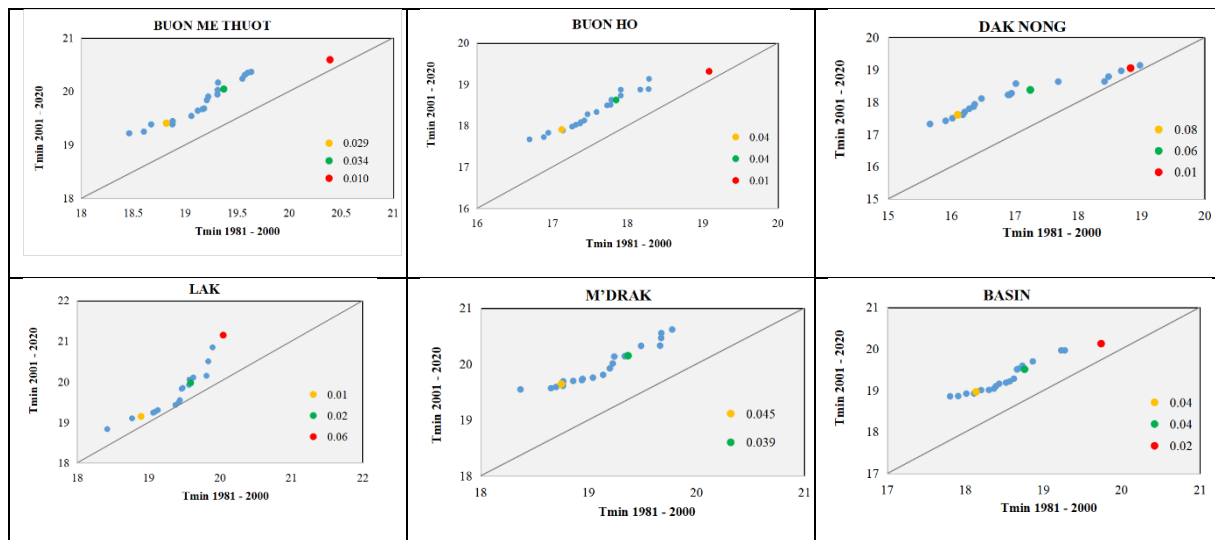 BUON ME THUOT
21
20
19
18
Tmin 2001 - 2020
18 18.5 19 19.5 20 20.5 21
Tmin 1981 - 2000
0.029
0.034
0.010
BUON HO
20
19
18
17
16
Tmin 2001 - 2020
16 17 18 19 20
Tmin 1981 - 2000
0.04
0.04
0.01
DAK NONG
20
19
18
17
16
15
Tmin 2001 - 2020
15 16 17 18 19 20
Tmin 1981 - 2000
0.08
0.06
0.01
LAK
22
21
20
19
18
Tmin 2001 - 2020
18 19 20 21 22
Tmin 1981 - 2000
0.01
0.02
0.06
M'DRAK
21
20
19
18
Tmin 2001 - 2020
18 19 20 21
Tmin 1981 - 2000
0.045
0.039
BASIN
21
20
19
18
17
Tmin 2001 - 2020
17 18 19 20 21
Tmin 1981 - 2000
0.04
0.04
0.02